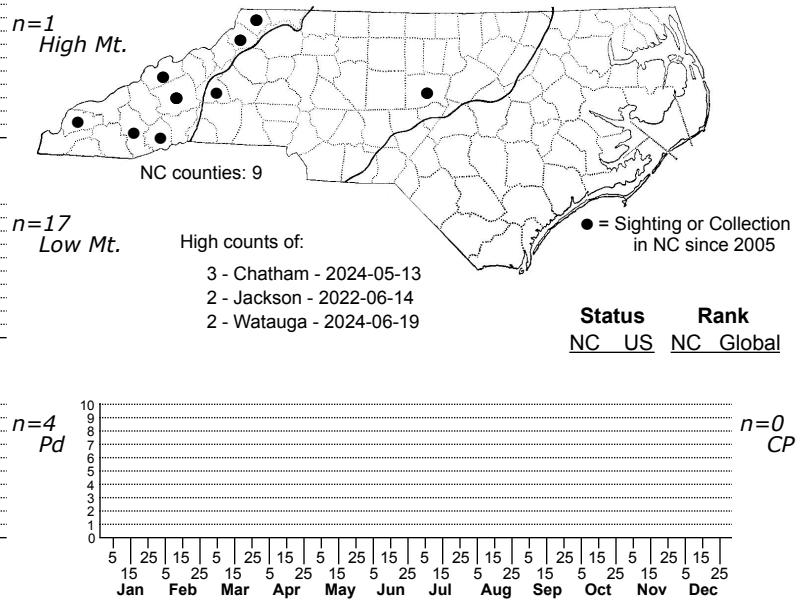 n=1
High Mt.
NC counties: 9
n=17
Low Mt.
High counts of:
3 - Chatham - 2024-05-13
2 - Jackson - 2022-06-14
2 - Watauga - 2024-06-19
= Sighting or Collection
in NC since 2005
Status Rank
NC US NC Global
n=4
Pd
n=0
CP
10
9
8
7
6
5
4
3
2
1
0
5 25 15 5 25 15 5 25 15 5 25 15 5 25 15 5 25 15
15 5 25 15 5 25 15 5 25 15 5 25 15 5 25 15 5 25
Jan Feb Mar Apr May Jun Jul Aug Sep Oct Nov Dec